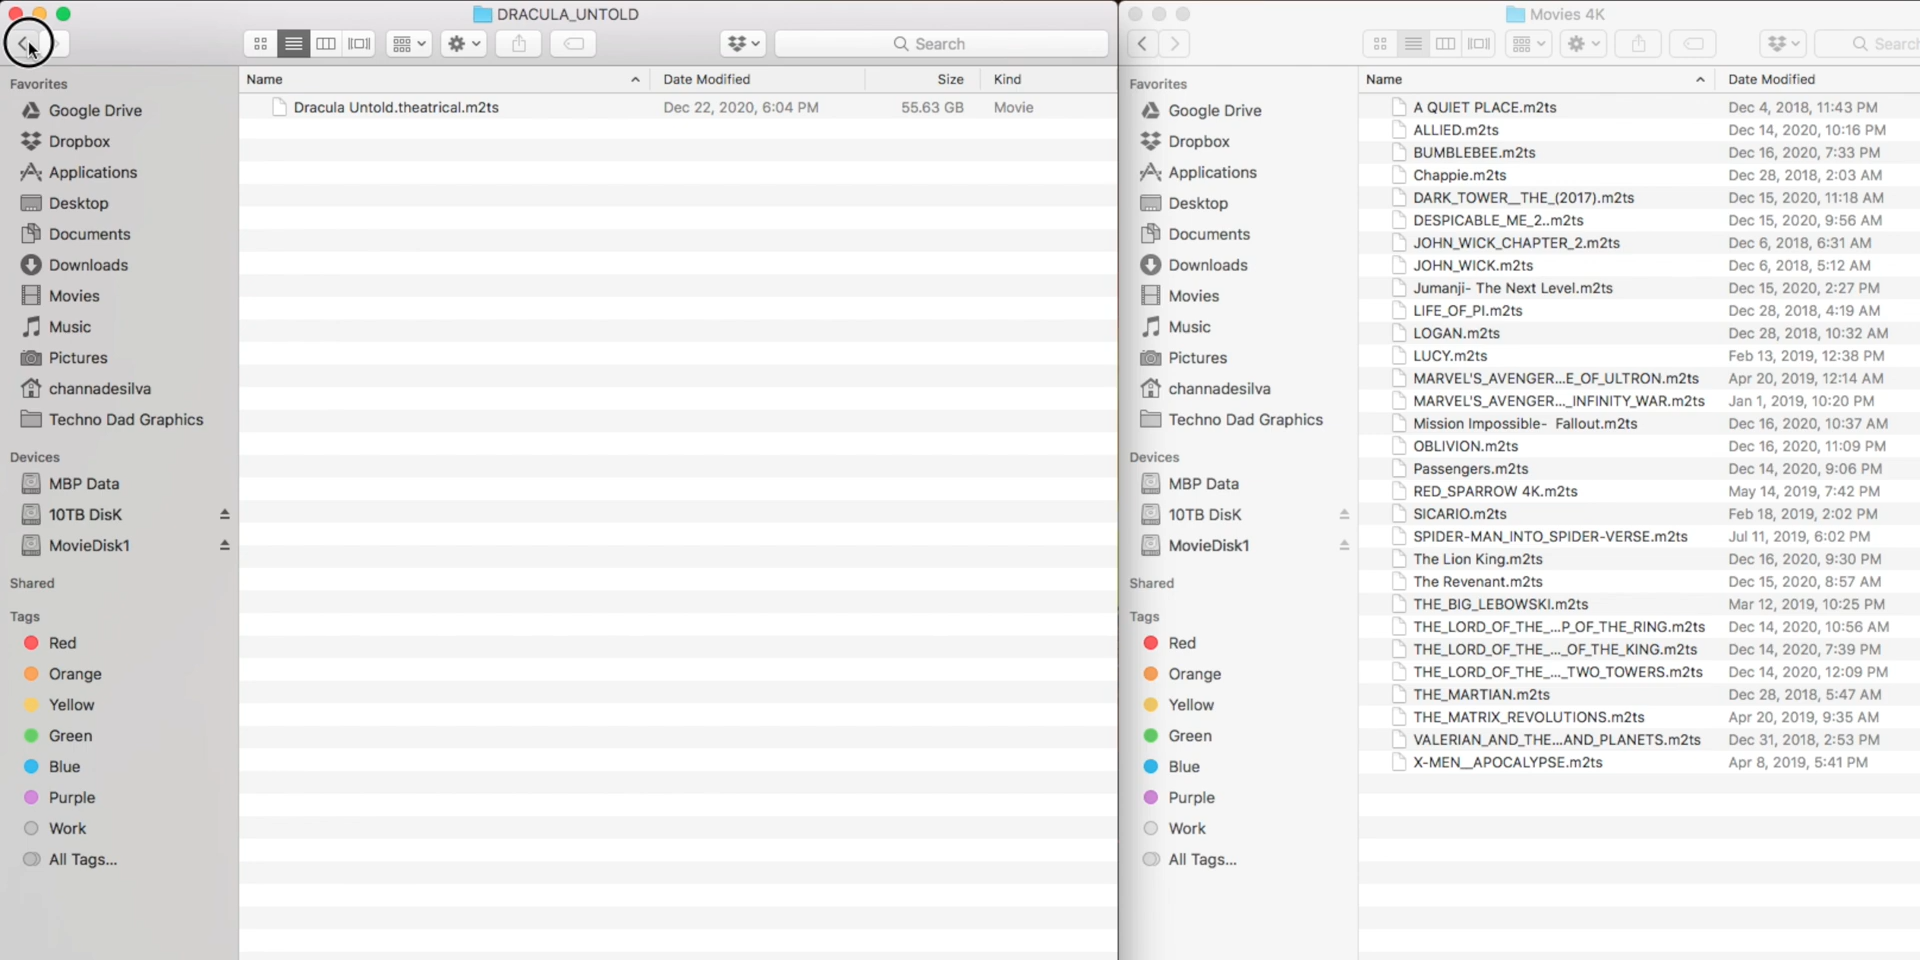 DRACULA_UNTOLD
Search
Favorites
Google Drive
Dropbox
Applications
Desktop
Documents
Downloads
Movies
Music
Pictures
channadesilva
Techno Dad Graphics
Devices
MBP Data
10TB DisK
MovieDisk1
Shared
Tags
Red
Orange
Yellow
Green
Blue
Purple
Work
All Tags...
Name Date Modified Size Kind
Dracula Untold.theatrical.m2ts Dec 22, 2020, 6:04 PM 55.63 GB Movie
Movies 4K
Search
Favorites
Google Drive
Dropbox
Applications
Desktop
Documents
Downloads
Movies
Music
Pictures
channadesilva
Techno Dad Graphics
Devices
MBP Data
10TB DisK
MovieDisk1
Shared
Tags
Red
Orange
Yellow
Green
Blue
Purple
Work
All Tags...
Name Date Modified
A QUIET PLACE.m2ts Dec 4, 2018, 11:43 PM
ALLIED.m2ts Dec 14, 2020, 10:16 PM
BUMBLEBEE.m2ts Dec 16, 2020, 7:33 PM
Chappie.m2ts Dec 28, 2018, 2:03 AM
DARK_TOWER__THE_(2017).m2ts Dec 15, 2020, 11:18 AM
DESPICABLE_ME_2..m2ts Dec 15, 2020, 9:56 AM
JOHN_WICK_CHAPTER_2.m2ts Dec 6, 2018, 6:31 AM
JOHN_WICK.m2ts Dec 6, 2018, 5:12 AM
Jumanji- The Next Level.m2ts Dec 15, 2020, 2:27 PM
LIFE_OF_PI.m2ts Dec 28, 2018, 4:19 AM
LOGAN.m2ts Dec 28, 2018, 10:32 AM
LUCY.m2ts Feb 13, 2019, 12:38 PM
MARVEL'S_AVENGER...E_OF_ULTRON.m2ts Apr 20, 2019, 12:14 AM
MARVEL'S_AVENGER..._INFINITY_WAR.m2ts Jan 1, 2019, 10:20 PM
Mission Impossible- Fallout.m2ts Dec 16, 2020, 10:37 AM
OBLIVION.m2ts Dec 16, 2020, 11:09 PM
Passengers.m2ts Dec 14, 2020, 9:06 PM
RED_SPARROW 4K.m2ts May 14, 2019, 7:42 PM
SICARIO.m2ts Feb 18, 2019, 2:02 PM
SPIDER-MAN_INTO_SPIDER-VERSE.m2ts Jul 11, 2019, 6:02 PM
The Lion King.m2ts Dec 16, 2020, 9:30 PM
The Revenant.m2ts Dec 15, 2020, 8:57 AM
THE_BIG_LEBOWSKI.m2ts Mar 12, 2019, 10:25 PM
THE_LORD_OF_THE_...P_OF_THE_RING.m2ts Dec 14, 2020, 10:56 AM
THE_LORD_OF_THE_..._OF_THE_KING.m2ts Dec 14, 2020, 7:39 PM
THE_LORD_OF_THE_..._TWO_TOWERS.m2ts Dec 14, 2020, 12:09 PM
THE_MARTIAN.m2ts Dec 28, 2018, 5:47 AM
THE_MATRIX_REVOLUTIONS.m2ts Apr 20, 2019, 9:35 AM
VALERIAN_AND_THE...AND_PLANETS.m2ts Dec 31, 2018, 2:53 PM
X-MEN__APOCALYPSE.m2ts Apr 8, 2019, 5:41 PM